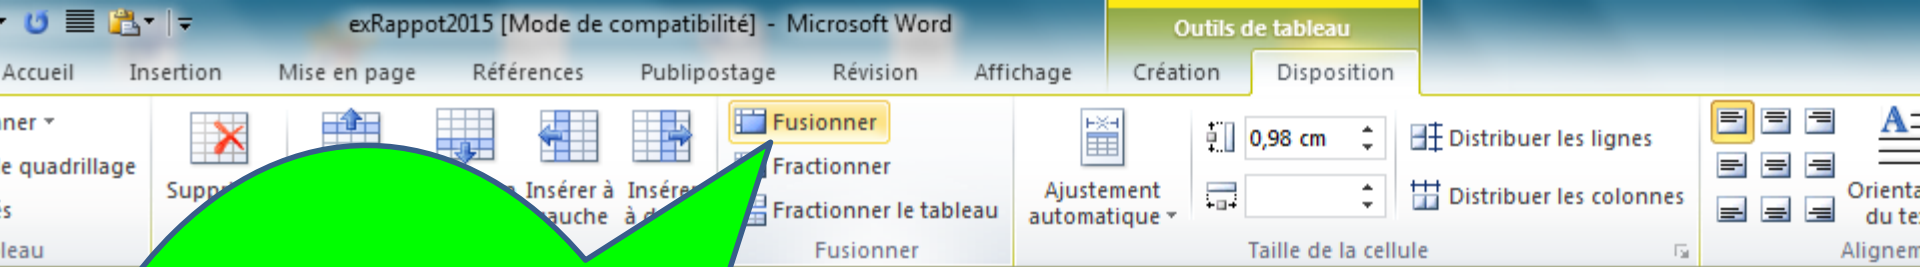 exRappot2015 [Mode de compatibilité] - Microsoft Word
Outils de tableau
Accueil Insertion Mise en page Références Publipostage Révision Affichage Création Disposition
Fusionner
0,98 cm
Distribuer les lignes
quadrillage
Fractionner
Insérer à
Ajustement
automatique
Distribuer les colonnes
Fractionner le tableau
du
Fusionner
Taille de la cellule